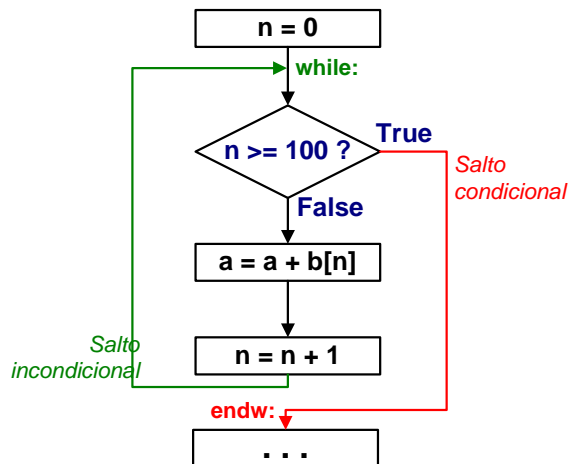 n = 0
while:
n >= 100 ?
True
Salto
condicional
False
a = a + b[n]
n = n + 1
Salto
incondicional
endw:
. . .